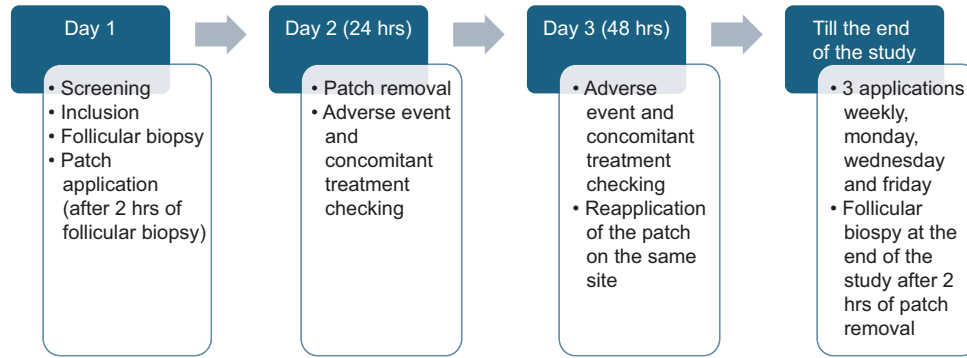 Day 1
• Screening
• Inclusion
• Follicular biopsy
• Patch
application
(after 2 hrs of
follicular biopsy)
Day 2 (24 hrs)
• Patch removal
• Adverse event
and
concomitant
treatment
checking
Day 3 (48 hrs)
• Adverse
event and
concomitant
treatment
checking
• Reapplication
of the patch
on the same
site
Till the end
of the study
• 3 applications
weekly,
monday,
wednesday
and friday
• Follicular
biospy at the
end of the
study after 2
hrs of patch
removal